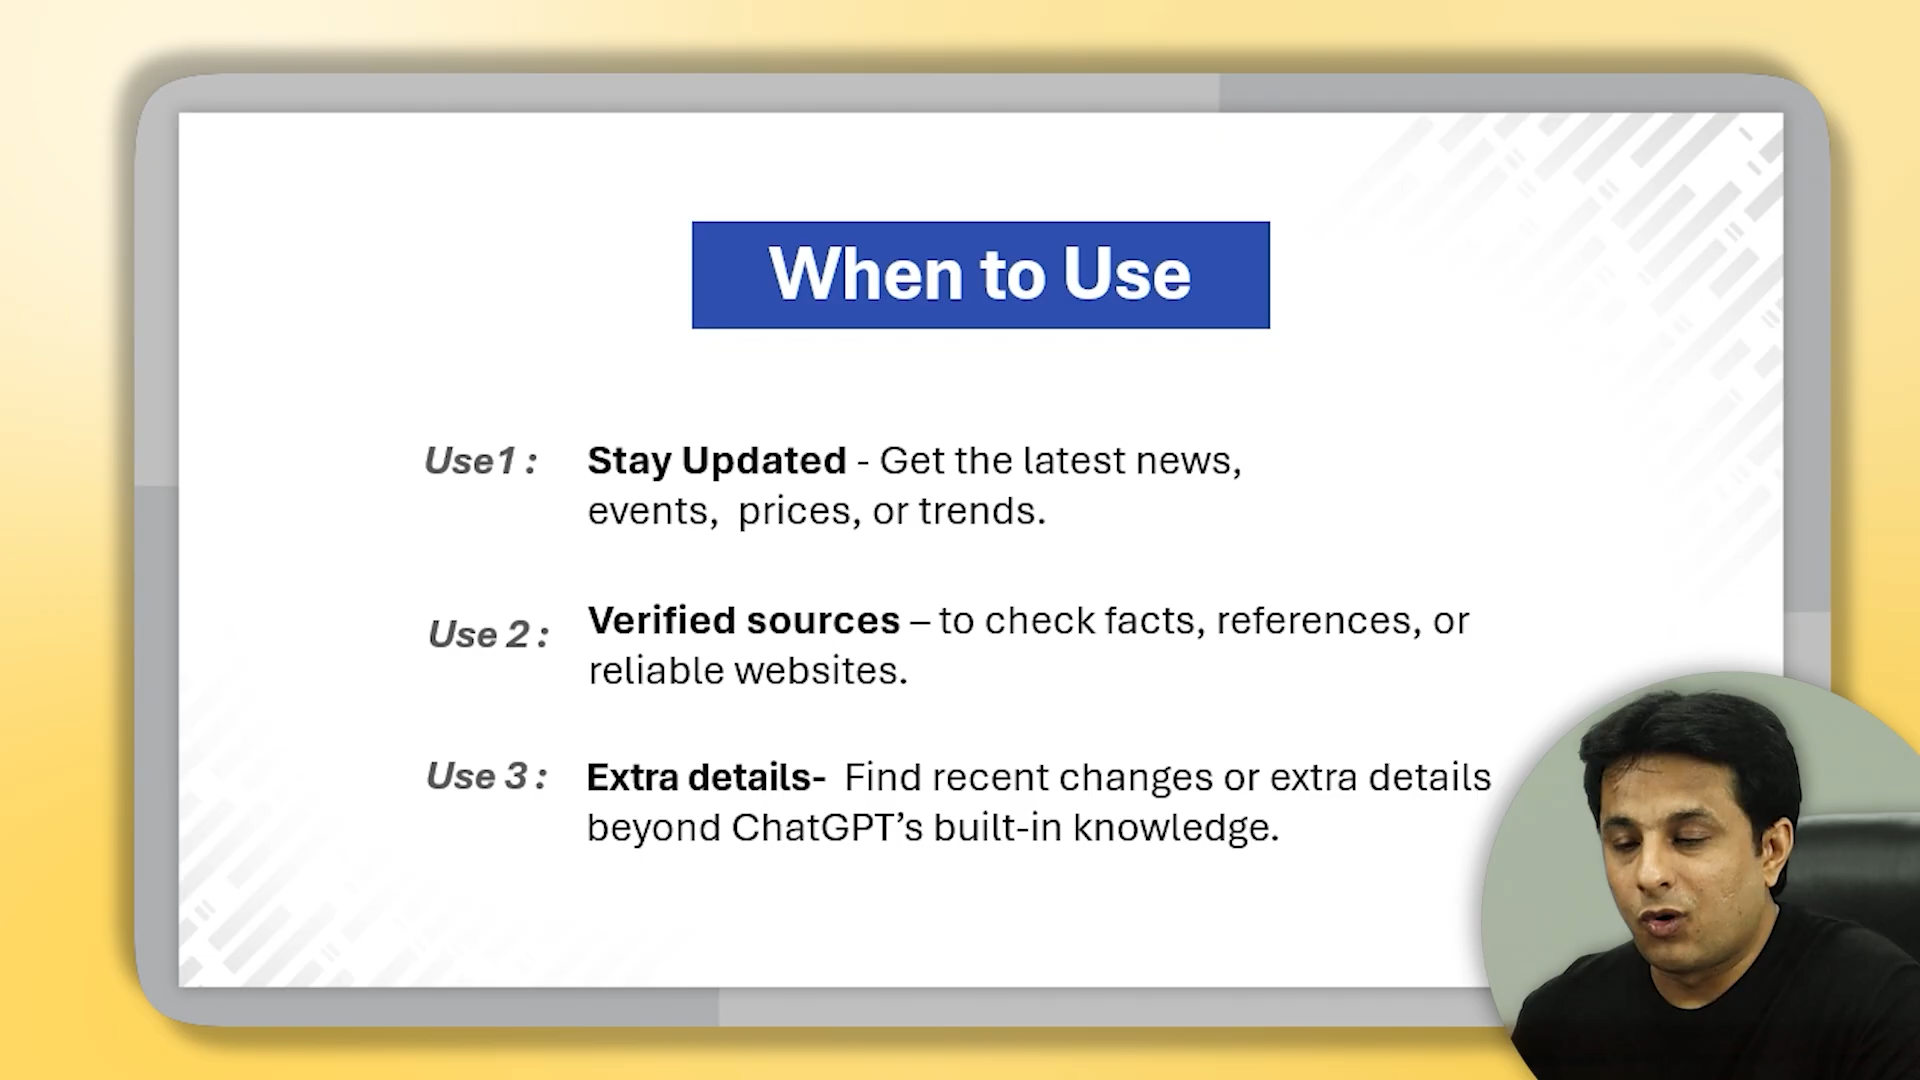 When to Use
Use1 : Stay Updated - Get the latest news,
events, prices, or trends.
Use 2 : Verified sources – to check facts, references, or
reliable websites.
Use 3 : Extra details- Find recent changes or extra details
beyond ChatGPT’s built-in knowledge.